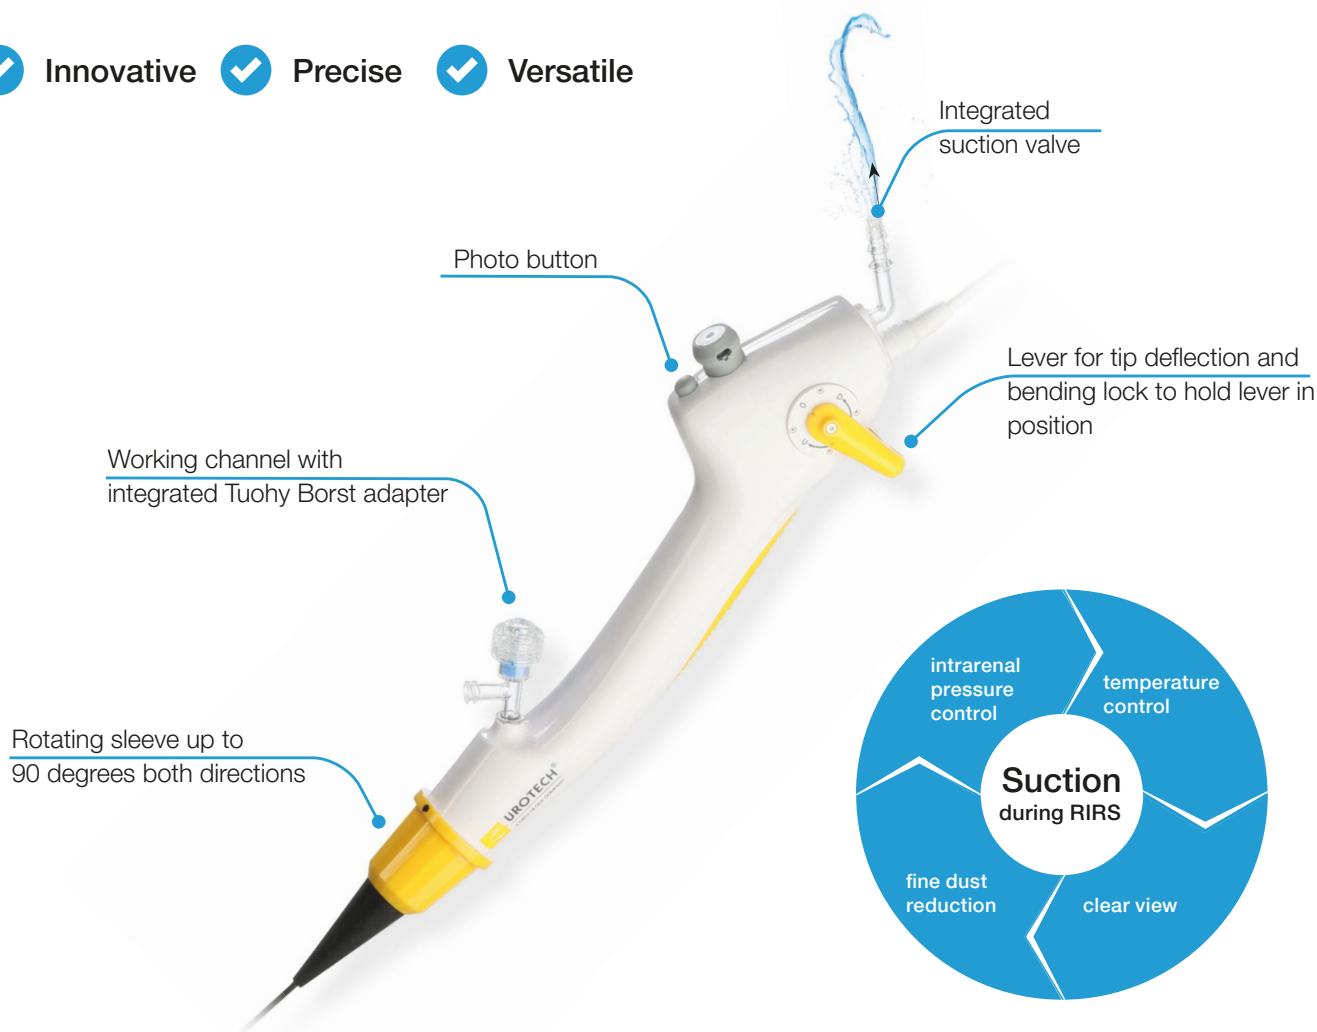 Innovative
Precise
Versatile
Integrated
suction valve
Photo button
Lever for tip deflection and
bending lock to hold lever in
position
Working channel with
integrated Tuohy Borst adapter
Rotating sleeve up to
90 degrees both directions
UROTECH®
D
U
intrarenal
pressure
control
temperature
control
Suction
during RIRS
fine dust
reduction
clear view